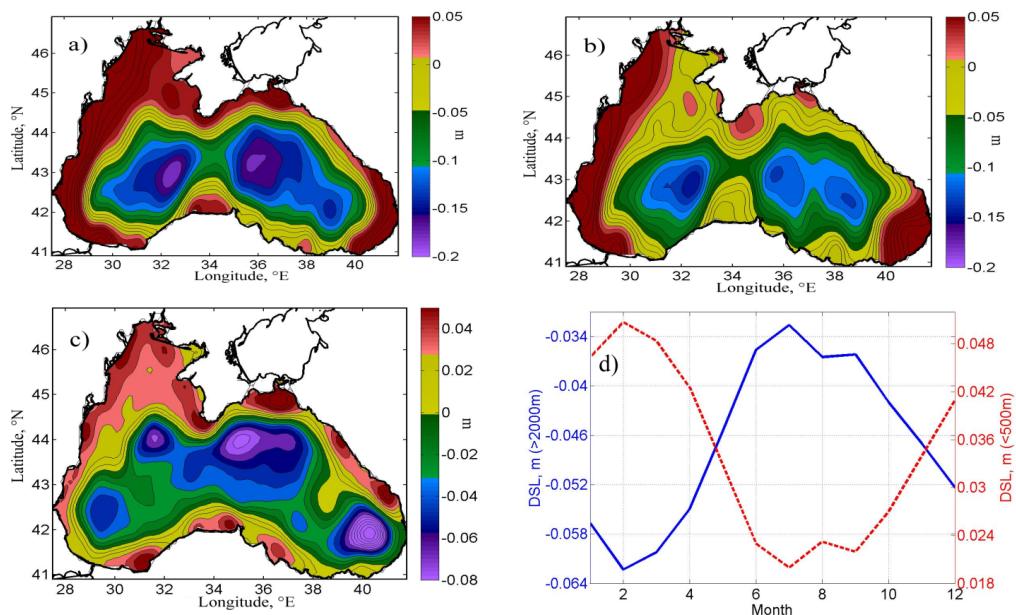 a)
0.05
0
-0.05
-0.1
-0.15
-0.2
m
46
45
44
43
42
41
Latitude, °N
28 30 32 34 36 38 40
Longitude, °E
b)
0.05
0
-0.05
-0.1
-0.15
-0.2
m
46
45
44
43
42
41
Latitude, °N
28 30 32 34 36 38 40
Longitude, °E
c)
0.04
0.02
0
-0.02
-0.04
-0.06
-0.08
m
46
45
44
43
42
41
Latitude, °N
28 30 32 34 36 38 40
Longitude, °E
d)
-0.034
-0.04
-0.046
-0.052
-0.058
-0.064
DSL, m (>2000m)
0.048
0.042
0.036
0.03
0.024
0.018
DSL, m (<500m)
2 4 6 8 10 12
Month